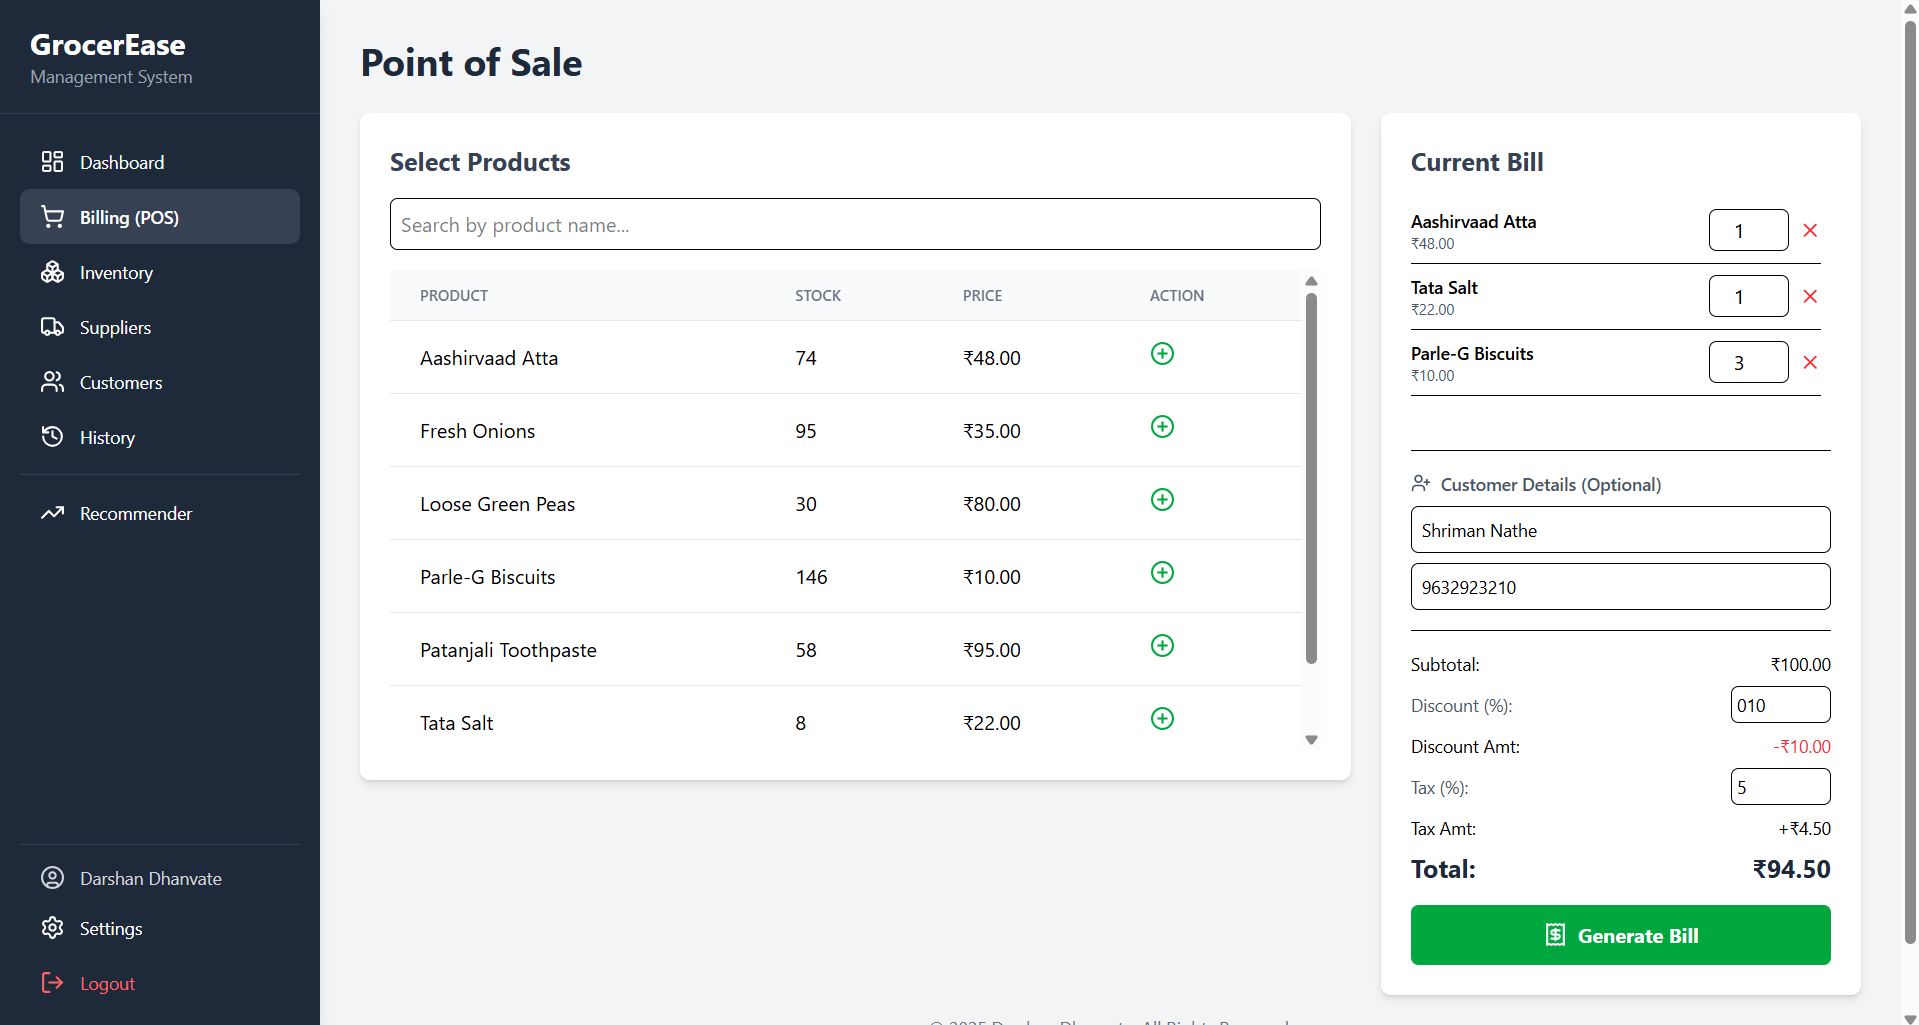 GrocerEase
Management System
Dashboard
Billing (POS)
Inventory
Suppliers
Customers
History
Recommender
Darshan Dhanvate
Settings
Logout
Point of Sale
Select Products
Search by product name...
PRODUCT STOCK PRICE ACTION
Aashirvaad Atta 74 ₹48.00
Fresh Onions 95 ₹35.00
Loose Green Peas 30 ₹80.00
Parle-G Biscuits 146 ₹10.00
Patanjali Toothpaste 58 ₹95.00
Tata Salt 8 ₹22.00
Current Bill
Aashirvaad Atta 1
₹48.00
Tata Salt 1
₹22.00
Parle-G Biscuits 3
₹10.00
Customer Details (Optional)
Shriman Nathe
9632923210
Subtotal: ₹100.00
Discount (%): 010
Discount Amt: -₹10.00
Tax (%): 5
Tax Amt: +₹4.50
Total: ₹94.50
Generate Bill